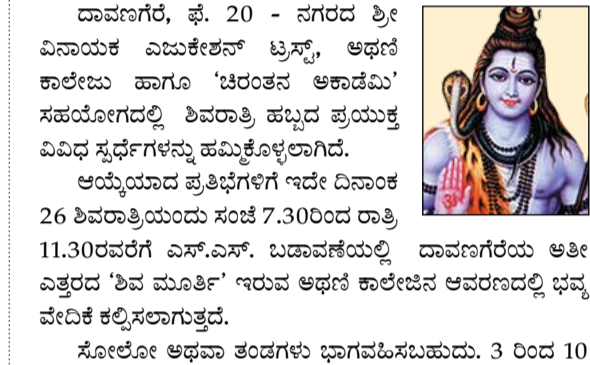 ದಾವಣಗೆರೆ, ಫೆ. 20 - ನಗರದ ಶ್ರೀ
ವಿನಾಯಕ ಎಜುಕೇಶನ್ ಟ್ರಸ್ಟ್, ಅಥಣಿ
ಕಾಲೇಜು ಹಾಗೂ ‘ಚಿರಂತನ ಅಕಾಡೆಮಿ’
ಸಹಯೋಗದಲ್ಲಿ ಶಿವರಾತ್ರಿ ಹಬ್ಬದ ಪ್ರಯುಕ್ತ
ವಿವಿಧ ಸ್ಪರ್ಧೆಗಳನ್ನು ಹಮ್ಮಿಕೊಳ್ಳಲಾಗಿದೆ.
ಆಯ್ಕೆಯಾದ ಪ್ರತಿಭೆಗಳಿಗೆ ಇದೇ ದಿನಾಂಕ
26 ಶಿವರಾತ್ರಿಯಂದು ಸಂಜೆ 7.30ರಿಂದ ರಾತ್ರಿ
11.30ರವರೆಗೆ ಎಸ್.ಎಸ್. ಬಡಾವಣೆಯಲ್ಲಿ ದಾವಣಗೆರೆಯ ಅತೀ
ಎತ್ತರದ ‘ಶಿವ ಮೂರ್ತಿ’ ಇರುವ ಅಥಣಿ ಕಾಲೇಜಿನ ಆವರಣದಲ್ಲಿ ಭವ್ಯ
ವೇದಿಕೆ ಕಲ್ಪಿಸಲಾಗುತ್ತದೆ.
ಸೋಲೋ ಅಥವಾ ತಂಡಗಳು ಭಾಗವಹಿಸಬಹುದು. 3 ರಿಂದ 10